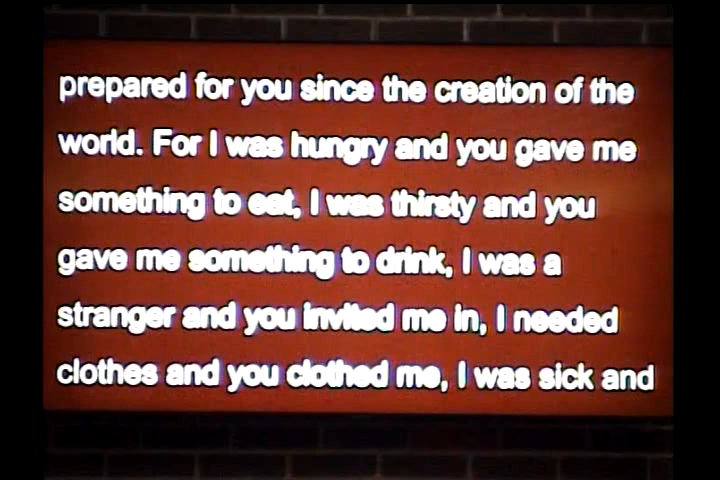 prepared for you since the creation of the
world. For I was hungry and you gave me
something to eat, I was thirsty and you
gave me something to drink, I was a
stranger and you invited me in, I needed
clothes and you clothed me, I was sick and